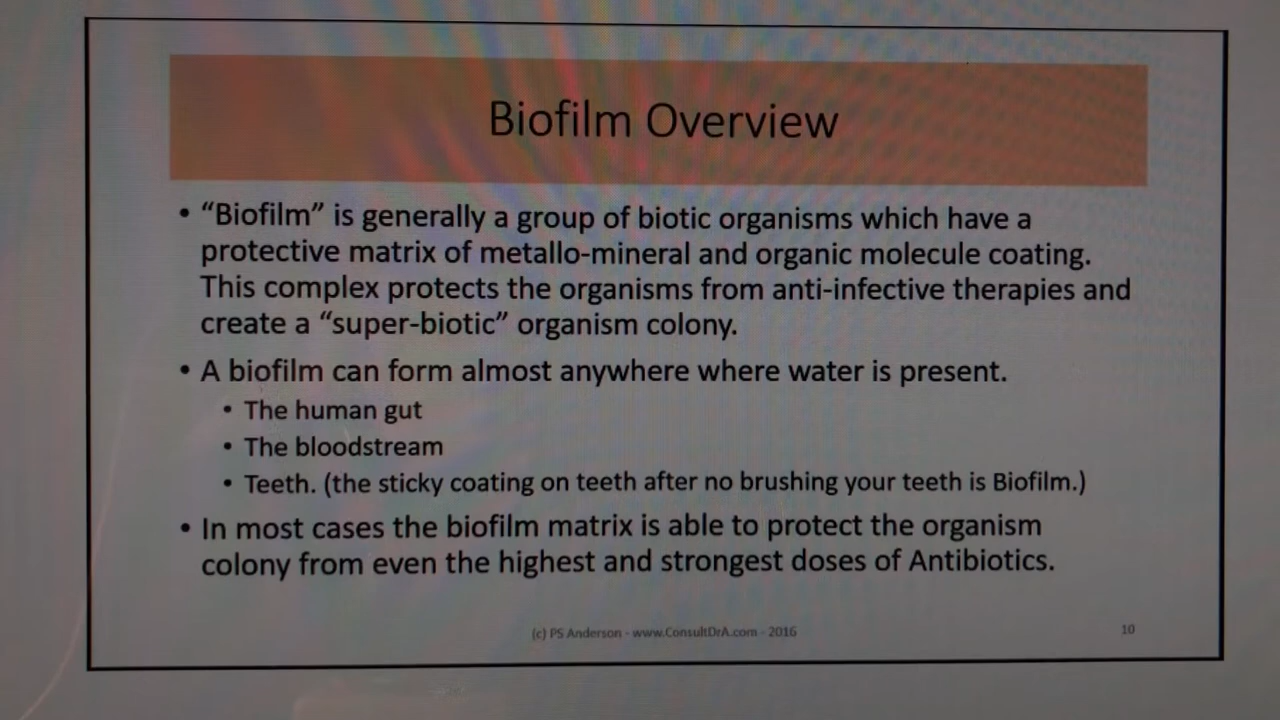 Biofilm Overview
• “Biofilm” is generally a group of biotic organisms which have a
protective matrix of metallo-mineral and organic molecule coating.
This complex protects the organisms from anti-infective therapies and
create a “super-biotic” organism colony.
• A biofilm can form almost anywhere where water is present.
• The human gut
• The bloodstream
• Teeth. (the sticky coating on teeth after no brushing your teeth is Biofilm.)
• In most cases the biofilm matrix is able to protect the organism
colony from even the highest and strongest doses of Antibiotics.
(c) PS Anderson - www.ConsultDrA.com - 2016
10